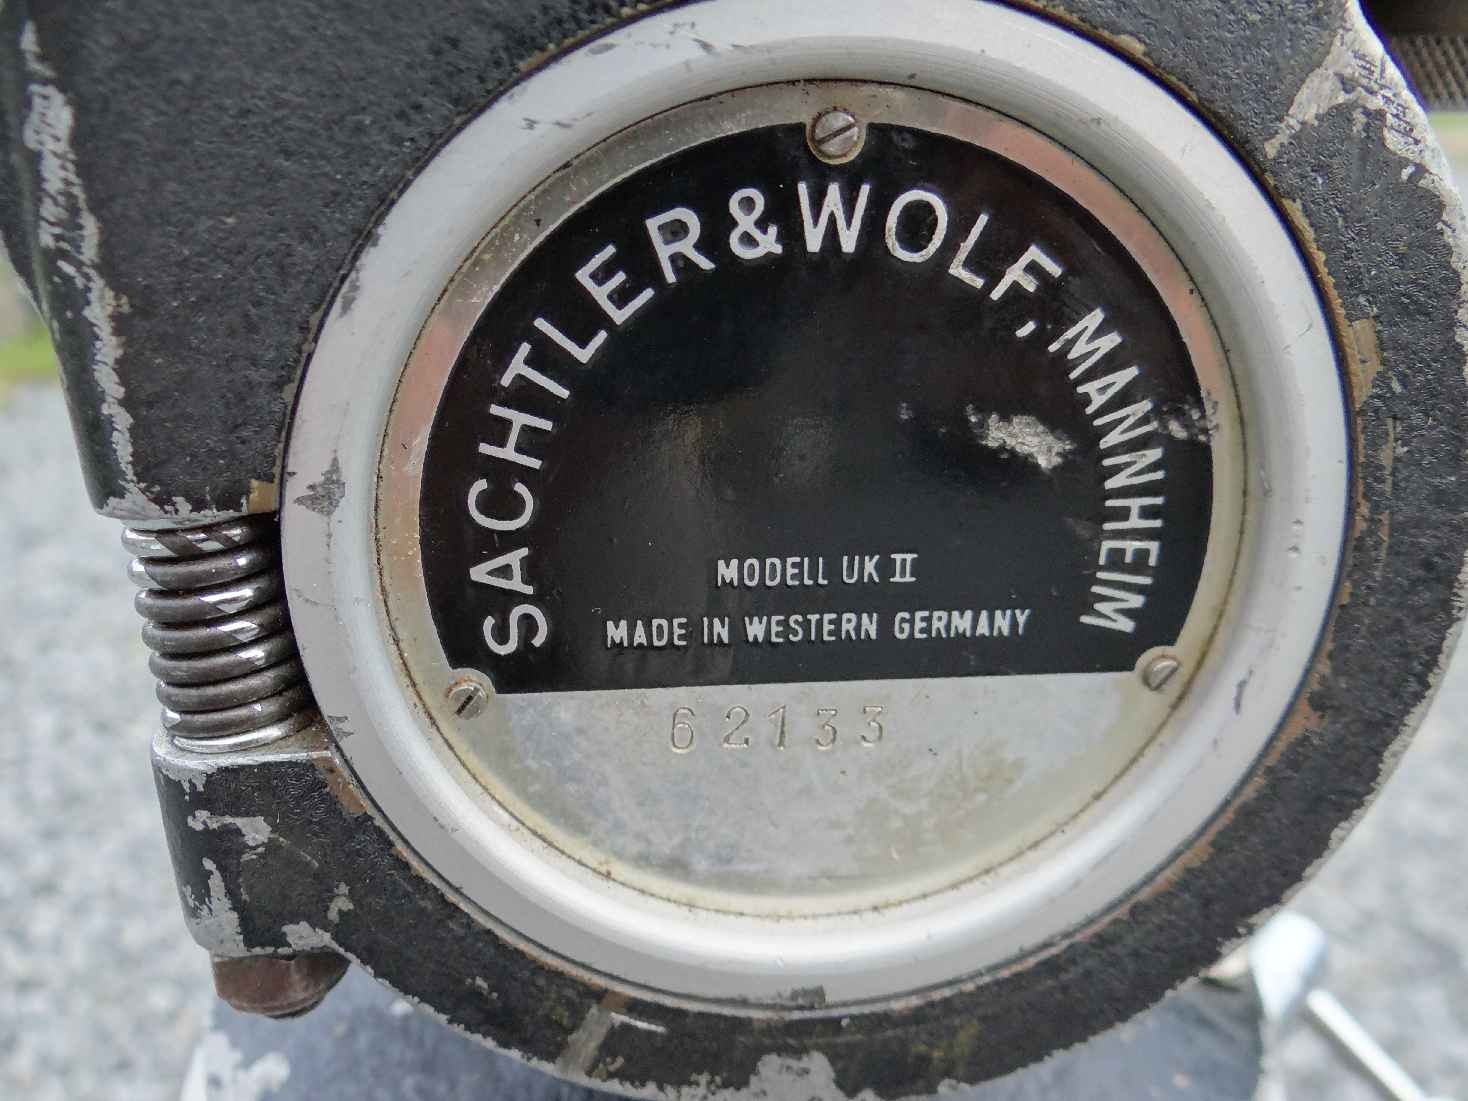 SACHTLER & WOLF, MANNHEIM
MODELL UK II
MADE IN WESTERN GERMANY
62133